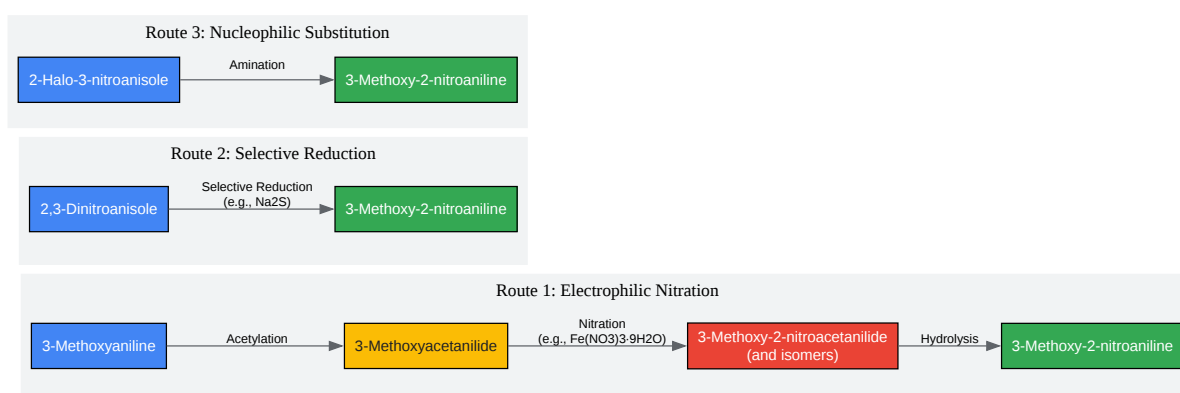 Route 3: Nucleophilic Substitution
2-Halo-3-nitroanisole
Amination
3-Methoxy-2-nitroaniline
Route 2: Selective Reduction
2,3-Dinitroanisole
Selective Reduction
(e.g., Na2S)
3-Methoxy-2-nitroaniline
Route 1: Electrophilic Nitration
3-Methoxyaniline
Acetylation
3-Methoxyacetanilide
Nitration
(e.g., Fe(NO3)3·9H2O)
3-Methoxy-2-nitroacetanilide
(and isomers)
Hydrolysis
3-Methoxy-2-nitroaniline